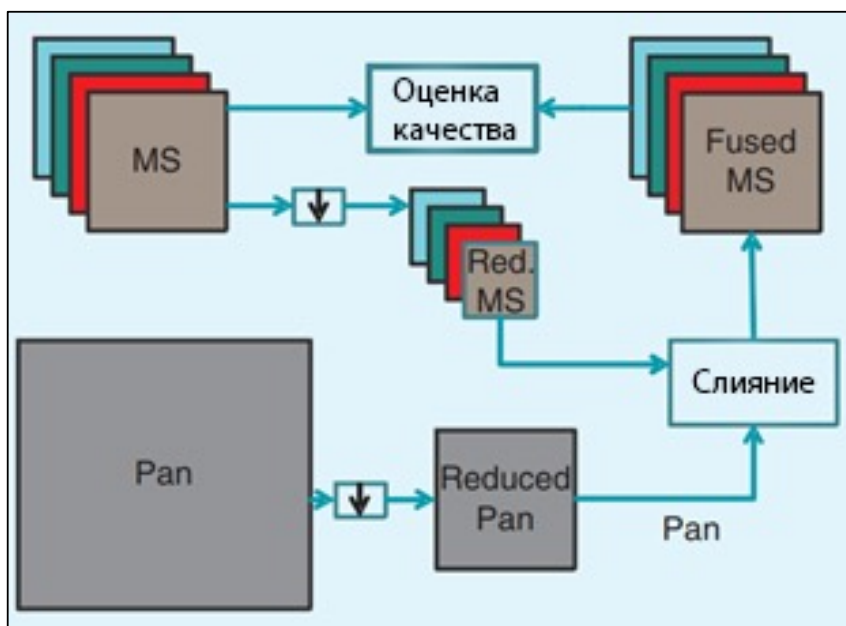 MS
Оценка
качества
Fused
MS
Red.
MS
Слияние
Pan
Reduced
Pan
Pan